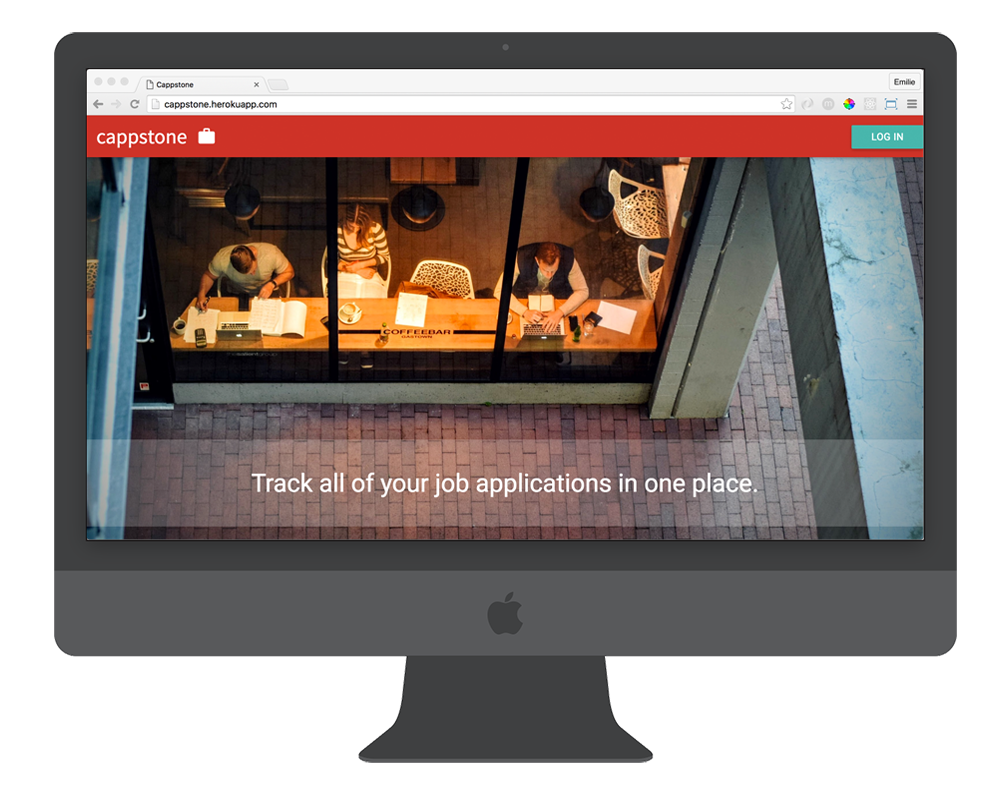 Cappstone
Emilie
cappstone.herokuapp.com
cappstone
LOG IN
COFFEEBAR
GASTOWN
Track all of your job applications in one place.